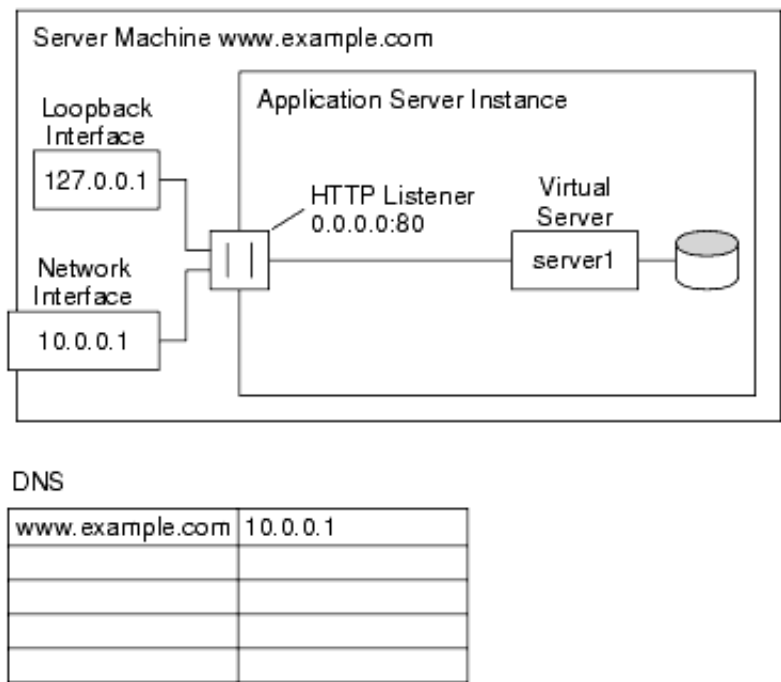 Server Machine www.example.com
Application Server Instance
Loopback
Interface
127.0.0.1
HTTP Listener
0.0.0.0:80
Virtual
Server
server1
Network
Interface
10.0.0.1
DNS
www.example.com 10.0.0.1